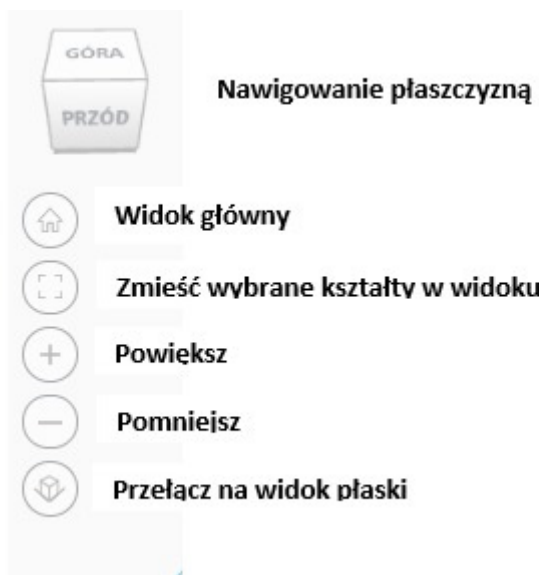 GÓRA
PRZÓD
Nawigowanie płaszczyzną
Widok główny
Zmieść wybrane kształty w widoku
Powiększ
Pomniejsz
Przełącz na widok płaski